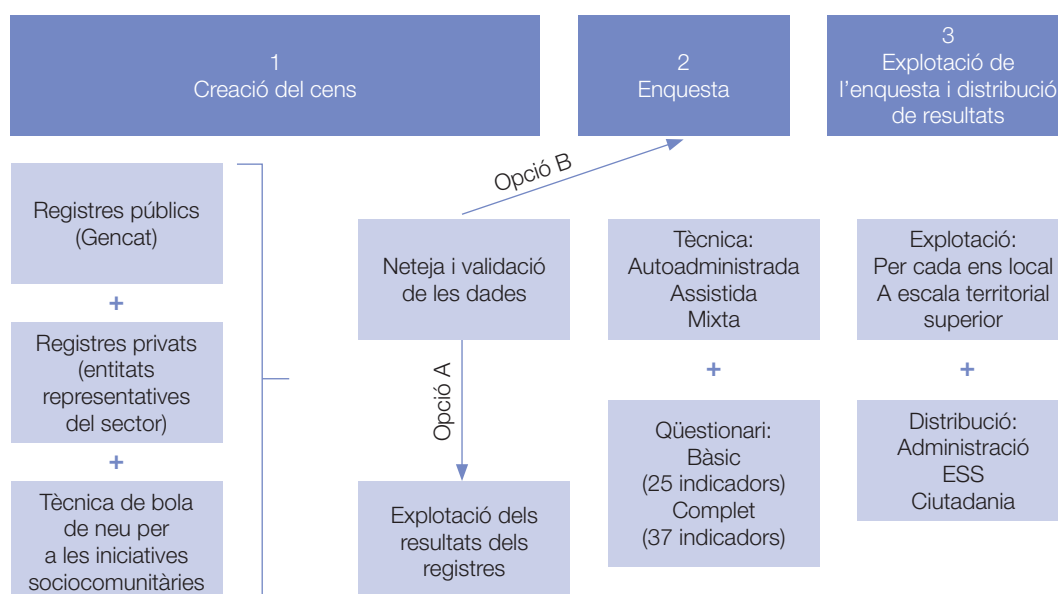 1
Creació del cens
2
Enquesta
3
Explotació de
l’enquesta i distribució
de resultats
Registres públics
(Gencat)
+
Registres privats
(entitats
representatives
del sector)
+
Tècnica de bola
de neu per
a les iniciatives
sociocomunitàries
Opció B
Neteja i validació
de les dades
Opció A
Explotació dels
resultats dels
registres
Tècnica:
Autoadministrada
Assistida
Mixta
+
Qüestionari:
Bàsic
(25 indicadors)
Complet
(37 indicadors)
Explotació:
Per cada ens local
A escala territorial
superior
+
Distribució:
Administració
ESS
Ciutadania